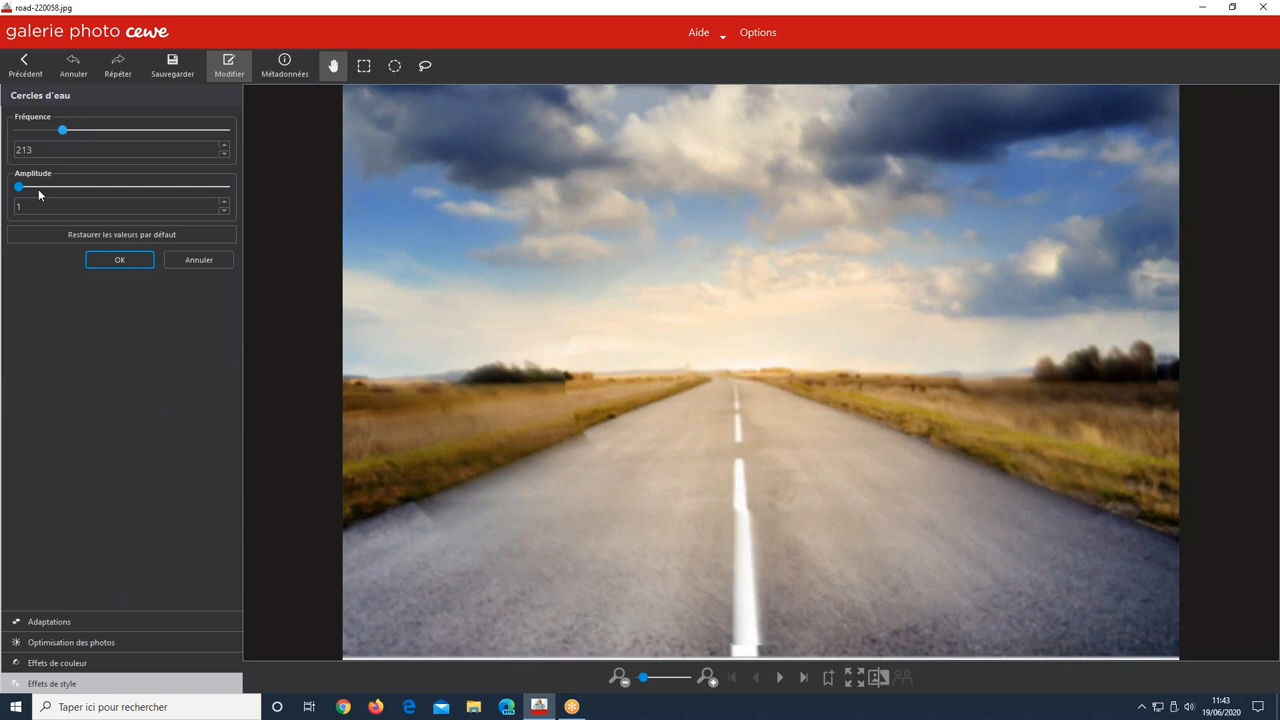 road-220058.jpg
galerie photo cewe
Aide
Options
Précédent
Annuler
Répéter
Sauvegarder
Modifier
Métadonnées
Cercles d'eau
Fréquence
213
Amplitude
1
Restaurer les valeurs par défaut
OK
Annuler
Adaptations
Optimisation des photos
Effets de couleur
Effets de style
Taper ici pour rechercher
11:43
19/06/2020